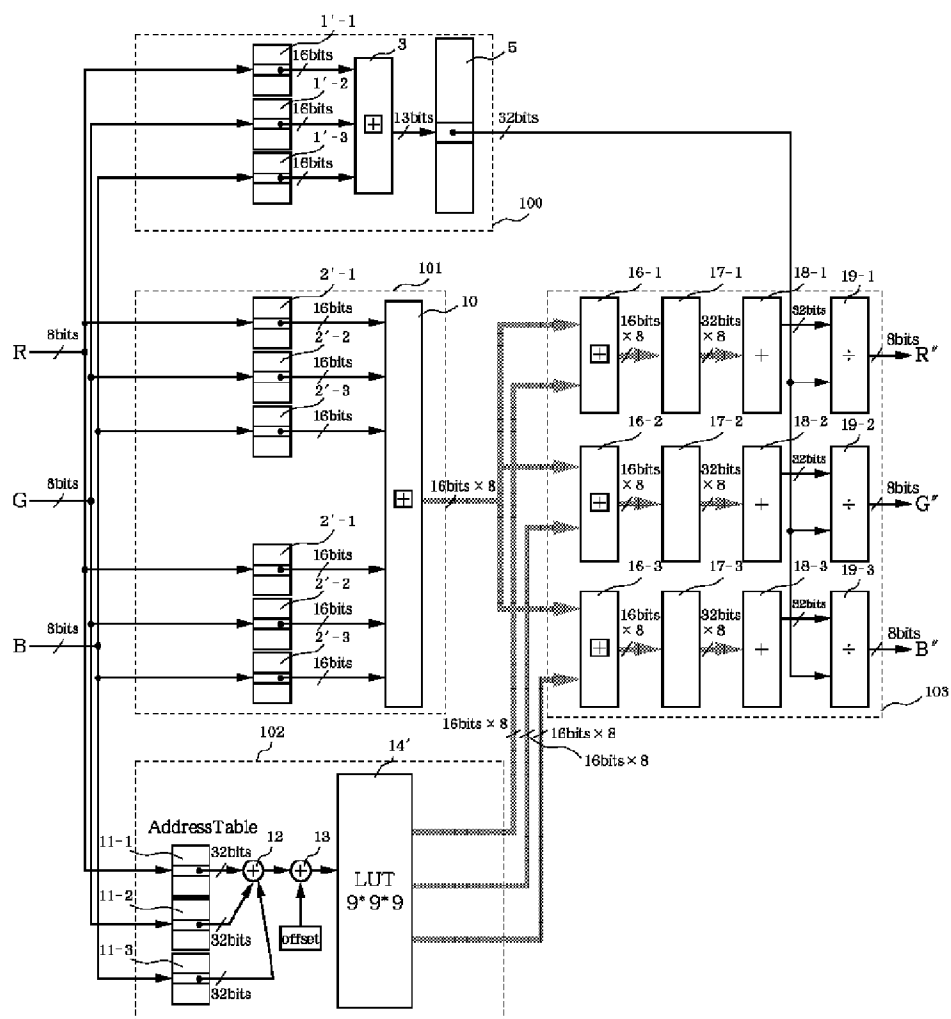 1'-1
16bits
3
5
1'-2
16bits
13bits
32bits
1'-3
16bits
100
101
2'-1
16bits
10
16-1
17-1
18-1
19-1
R
8bits
2'-2
16bits
16bits × 8
32bits × 8
32bits
8bits
R″
+
÷
2'-3
16bits
16-2
17-2
18-2
19-2
G
8bits
16bits × 8
16bits × 8
32bits × 8
32bits
8bits
G″
+
÷
2'-1
16bits
2'-2
16bits
16-3
17-3
18-3
19-3
B
8bits
2'-3
16bits
16bits × 8
32bits × 8
32bits
8bits
B″
+
÷
103
16bits × 8
16bits × 8
16bits × 8
102
14'
AddressTable
11-1
32bits
12
13
LUT
9*9*9
11-2
32bits
offset
11-3
32bits